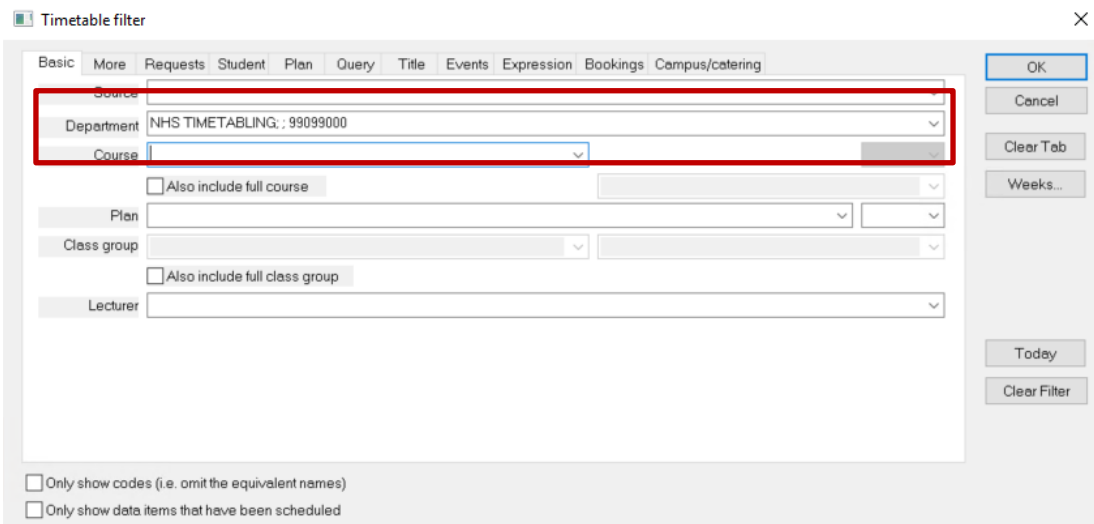 Timetable filter
Basic More Requests Student Plan Query Title Events Expression Bookings Campus/catering
OK
Source
Cancel
Department NHS TIMETABLING; ; 99099000
Course
Clear Tab
Also include full course
Weeks...
Plan
Class group
Also include full class group
Lecturer
Today
Clear Filter
Only show codes (i.e. omit the equivalent names)
Only show data items that have been scheduled